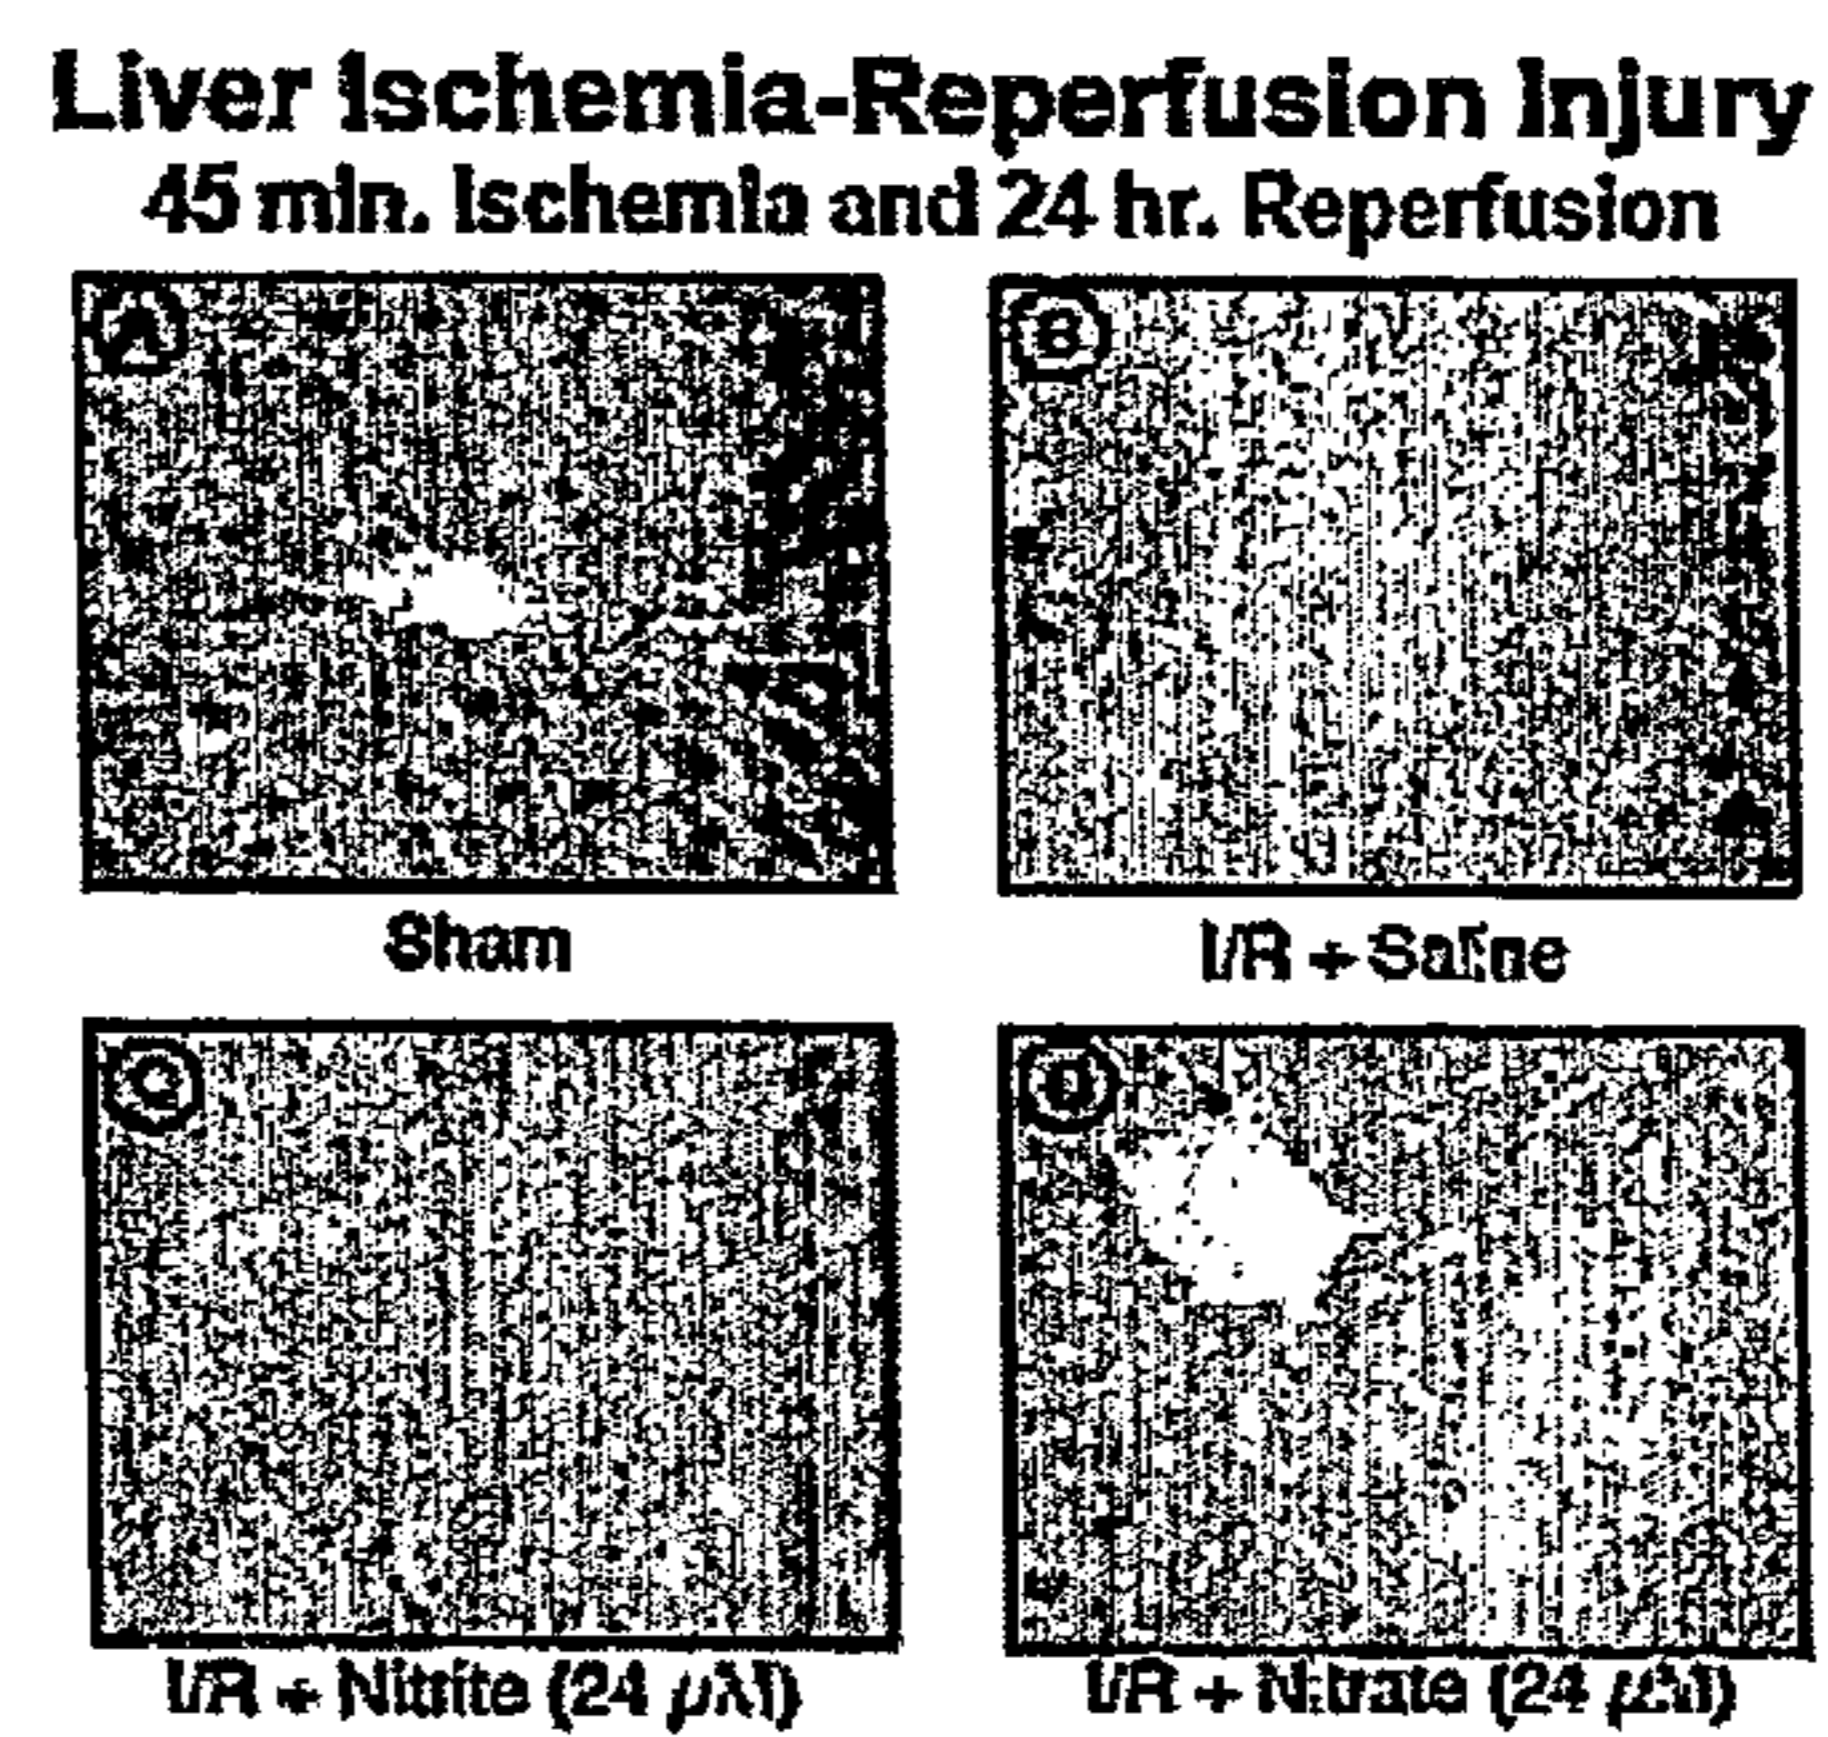 Liver Ischemia-Reperfusion Injury
45 min. Ischemia and 24 hr. Reperfusion
A
B
Sham
I/R + Saline
C
D
I/R + Nitrite (24 μM)
I/R + Nitrate (24 μM)